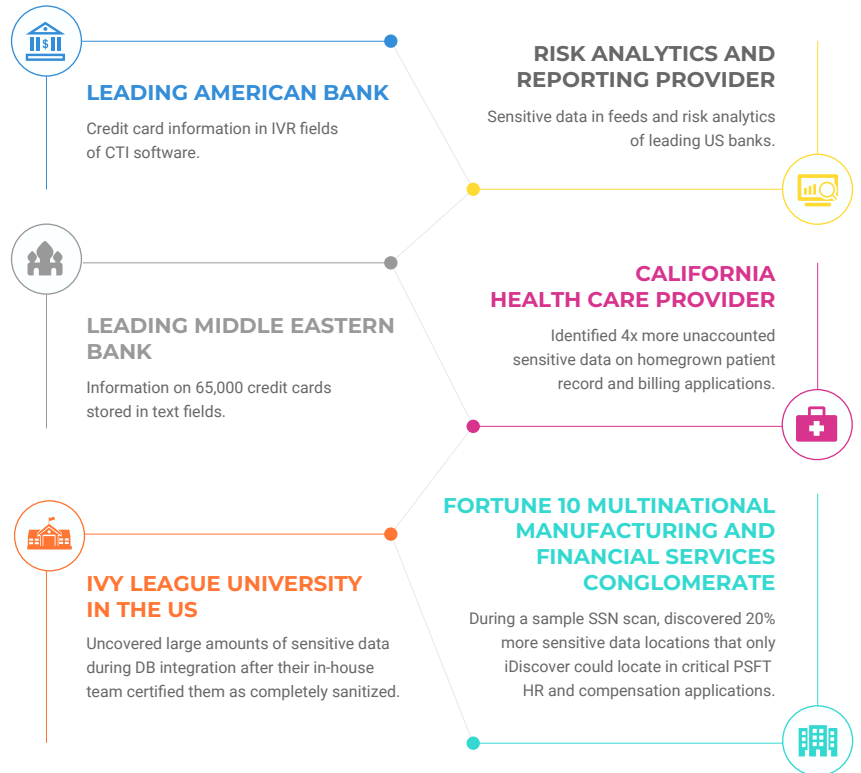 LEADING AMERICAN BANK
Credit card information in IVR fields
of CTI software.
RISK ANALYTICS AND
REPORTING PROVIDER
Sensitive data in feeds and risk analytics
of leading US banks.
LEADING MIDDLE EASTERN
BANK
Information on 65,000 credit cards
stored in text fields.
CALIFORNIA
HEALTH CARE PROVIDER
Identified 4x more unaccounted
sensitive data on homegrown patient
record and billing applications.
IVY LEAGUE UNIVERSITY
IN THE US
Uncovered large amounts of sensitive data
during DB integration after their in-house
team certified them as completely sanitized.
FORTUNE 10 MULTINATIONAL
MANUFACTURING AND
FINANCIAL SERVICES
CONGLOMERATE
During a sample SSN scan, discovered 20%
more sensitive data locations that only
iDiscover could locate in critical PSFT
HR and compensation applications.